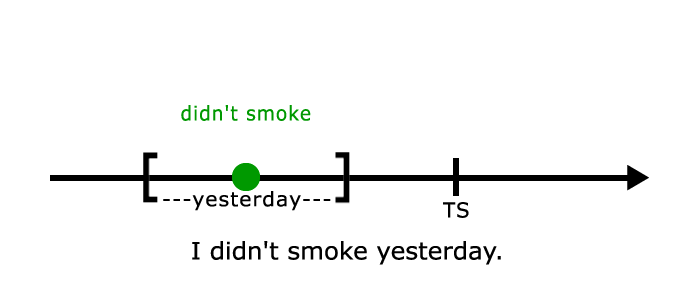 didn't smoke
[---yesterday---]
TS
I didn't smoke yesterday.